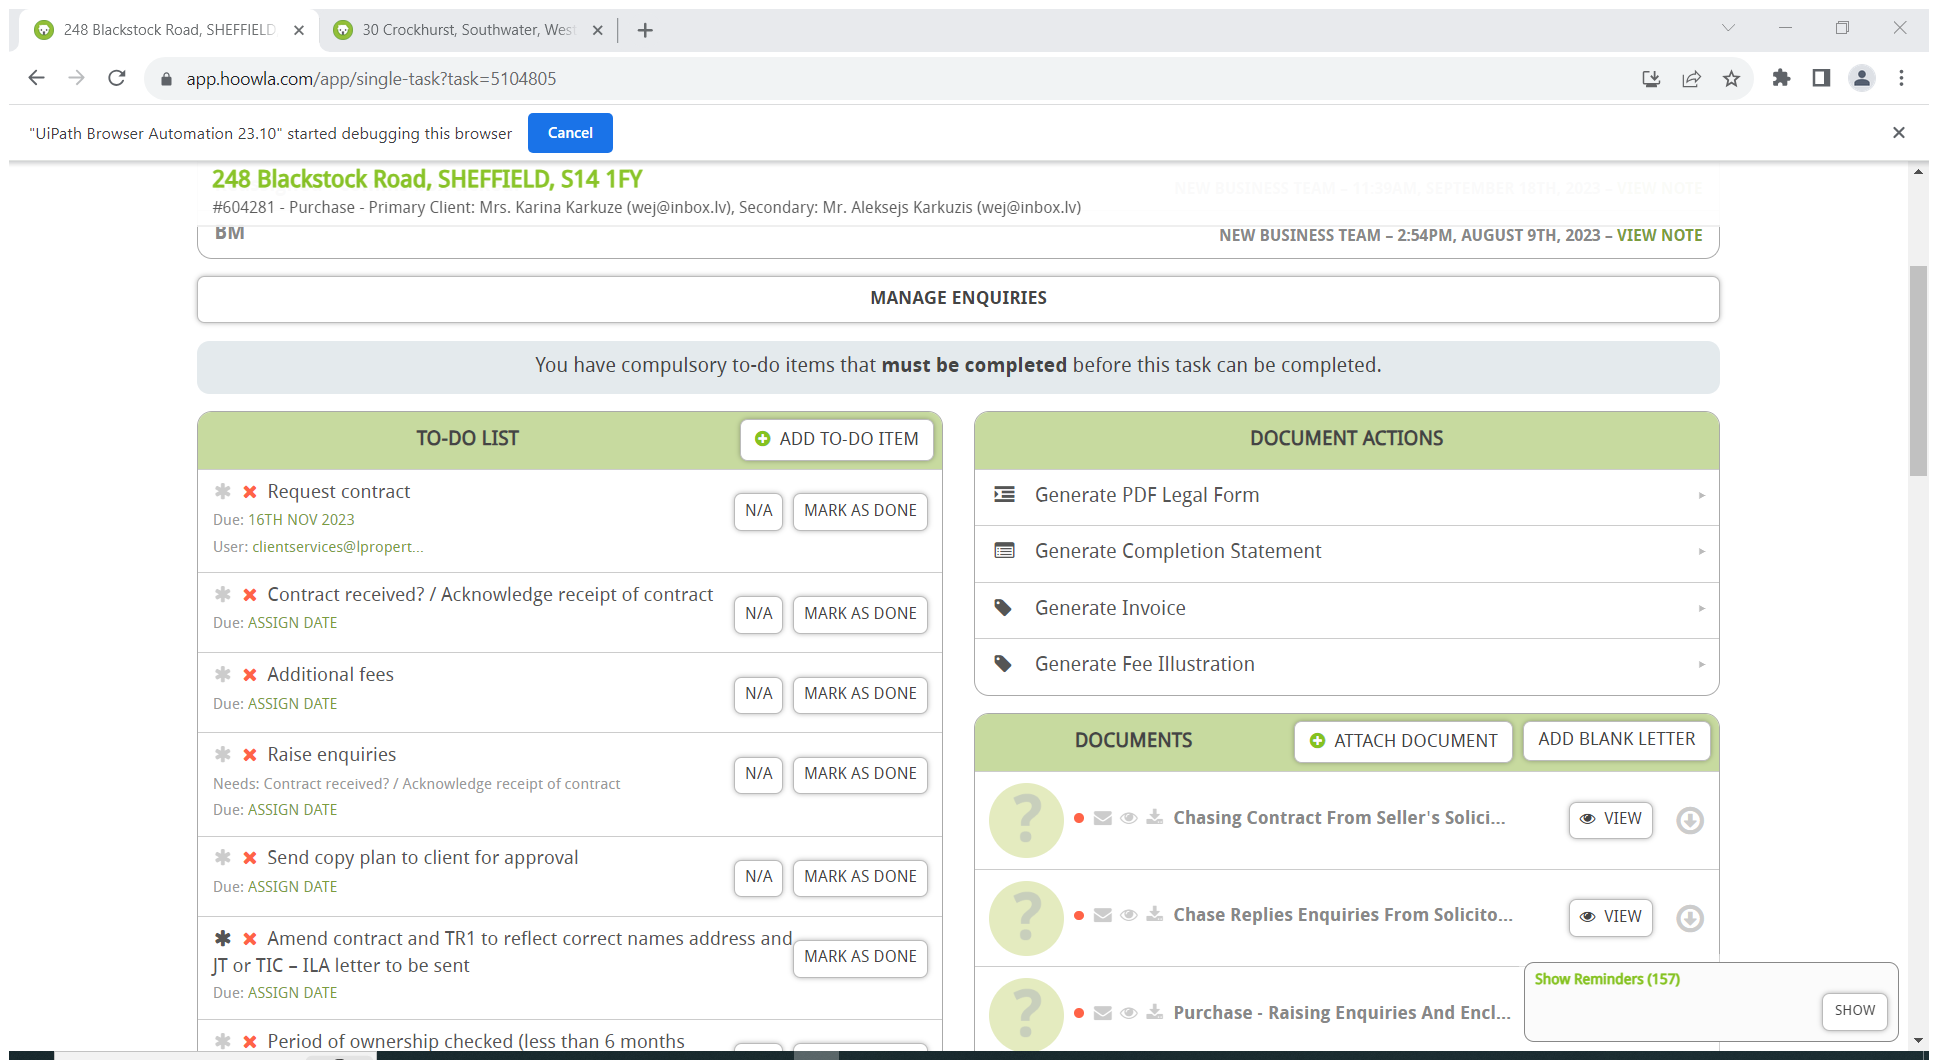 248 Blackstock Road, SHEFFIELD
30 Crockhurst, Southwater, Wes
app.hoowla.com/app/single-task?task=5104805
"UiPath Browser Automation 23.10" started debugging this browser
Cancel
248 Blackstock Road, SHEFFIELD, S14 1FY
NEW BUSINESS TEAM – 11:39AM, SEPTEMBER 18TH, 2023 – VIEW NOTE
#604281 - Purchase - Primary Client: Mrs. Karina Karkuze (wej@inbox.lv), Secondary: Mr. Aleksejs Karkuzis (wej@inbox.lv)
BM
NEW BUSINESS TEAM – 2:54PM, AUGUST 9TH, 2023 – VIEW NOTE
MANAGE ENQUIRIES
You have compulsory to-do items that must be completed before this task can be completed.
TO-DO LIST
ADD TO-DO ITEM
Request contract
N/A
MARK AS DONE
Due: 16TH NOV 2023
User: clientservices@lpropert...
Contract received? / Acknowledge receipt of contract
N/A
MARK AS DONE
Due: ASSIGN DATE
Additional fees
N/A
MARK AS DONE
Due: ASSIGN DATE
Raise enquiries
N/A
MARK AS DONE
Needs: Contract received? / Acknowledge receipt of contract
Due: ASSIGN DATE
Send copy plan to client for approval
N/A
MARK AS DONE
Due: ASSIGN DATE
Amend contract and TR1 to reflect correct names address and
JT or TIC – ILA letter to be sent
MARK AS DONE
Due: ASSIGN DATE
Period of ownership checked (less than 6 months
DOCUMENT ACTIONS
Generate PDF Legal Form
Generate Completion Statement
Generate Invoice
Generate Fee Illustration
DOCUMENTS
ATTACH DOCUMENT
ADD BLANK LETTER
Chasing Contract From Seller's Solici...
VIEW
Chase Replies Enquiries From Solicito...
VIEW
Purchase - Raising Enquiries And Encl...
Show Reminders (157)
SHOW